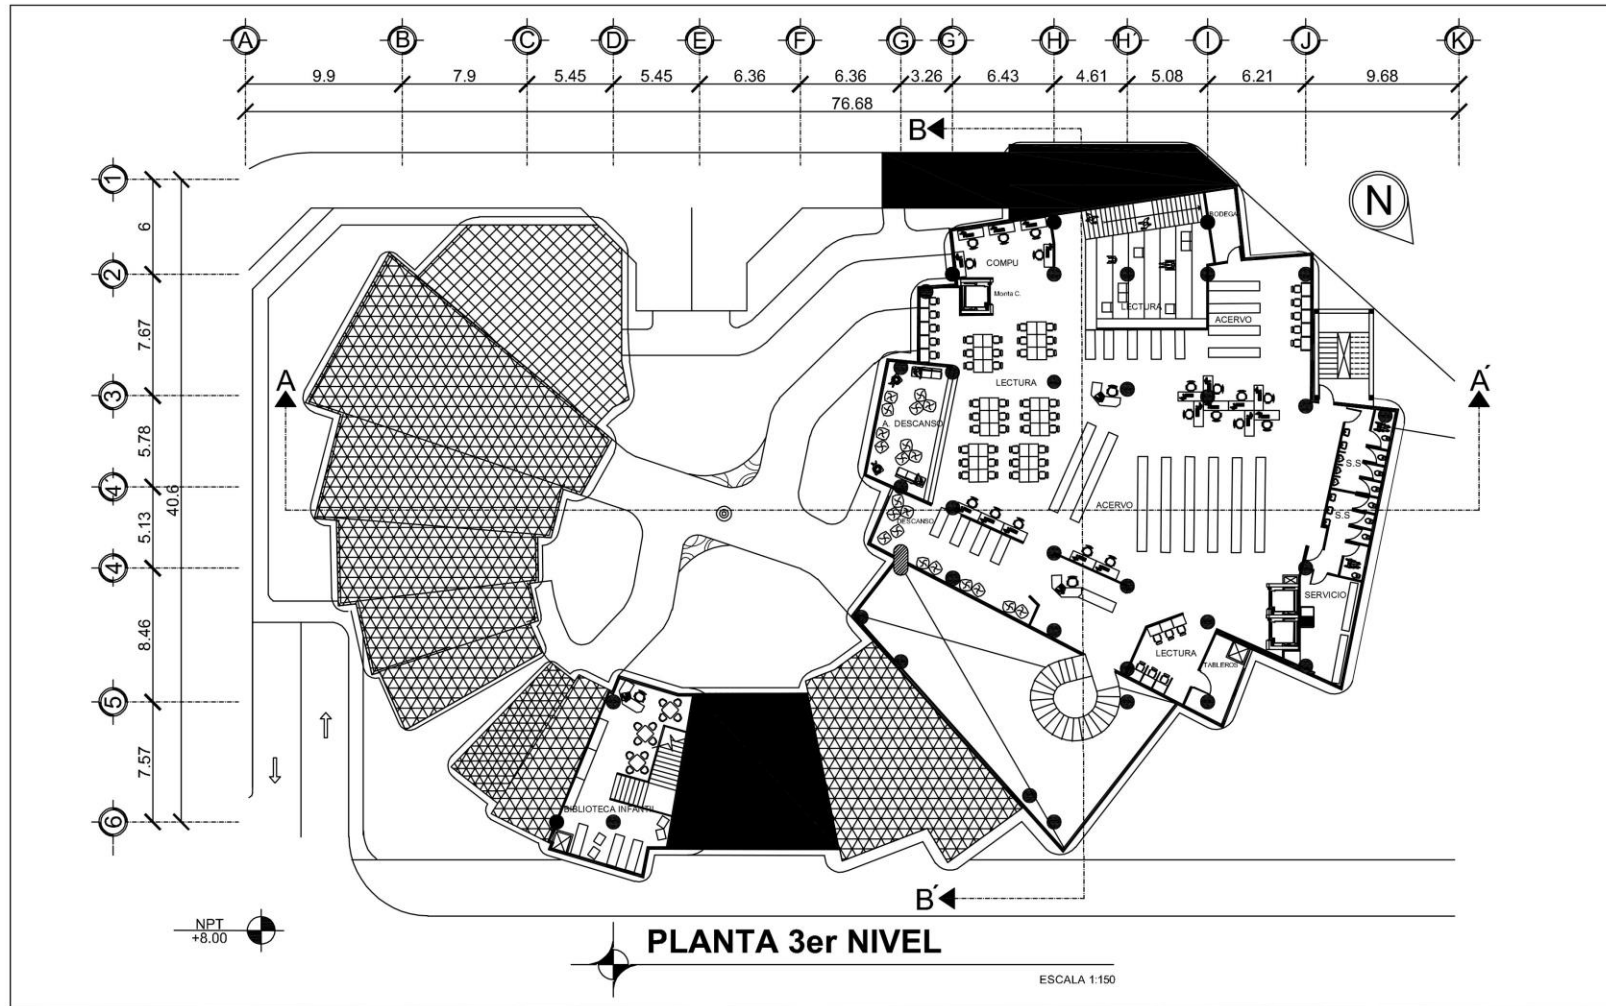 A B C D E F G G´ H H´ I J K
9.9 7.9 5.45 5.45 6.36 6.36 3.26 6.43 4.61 5.08 6.21 9.68
76.68
B
1
N
6
BODEGA
2
COMPU
Monta C.
7.67
LECTURA
ACERVO
3
A
LECTURA
A´
5.78
A. DESCANSO
40.6
S.S
4´
ACERVO
5.13
DESCANSO
S.S
4
SERVICIO
8.46
LECTURA
TABLEROS
5
7.57
BIBLIOTECA INFANTIL
6
B´
NPT
+8.00
PLANTA 3er NIVEL
ESCALA 1:150